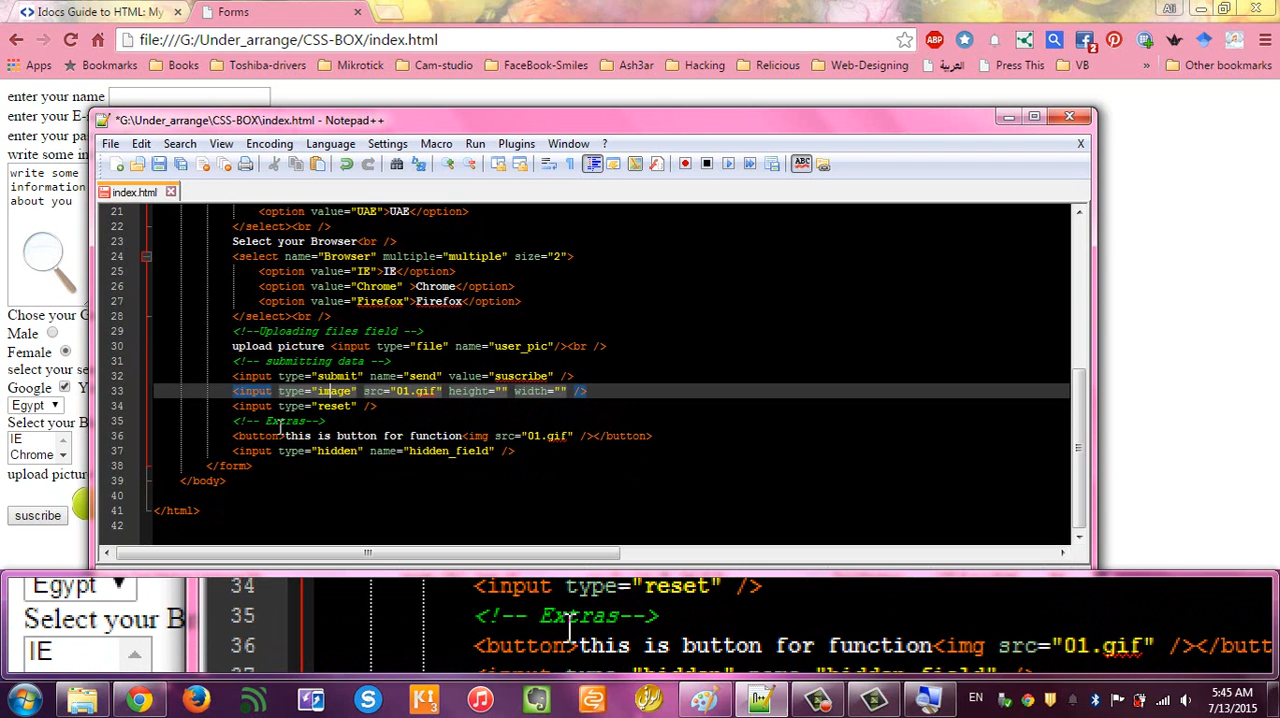 Idocs Guide to HTML: My
Forms
Ali
file:///G:/Under_arrange/CSS-BOX/index.html
ABP
2
Apps Bookmarks Books Toshiba-drivers Mikrotick Cam-studio FaceBook-Smiles Ash3ar Hacking Relicious Web-Designing العربية Press This VB » Other bookmarks
enter your name
enter your E-
enter your pa
write some in
write some
information
about you
Chose your G
Male
Female
select your se
Google Y
Egypt
Select your B
IE
Chrome
upload pictur
suscribe
*G:\Under_arrange\CSS-BOX\index.html - Notepad++
File Edit Search View Encoding Language Settings Macro Run Plugins Window ? X
index.html
21 <option value="UAE">UAE</option>
22 </select><br />
23 Select your Browser<br />
24 <select name="Browser" multiple="multiple" size="2">
25 <option value="IE">IE</option>
26 <option value="Chrome" >Chrome</option>
27 <option value="Firefox">Firefox</option>
28 </select><br />
29 <!--Uploading files field -->
30 upload picture <input type="file" name="user_pic"/><br />
31 <!-- submitting data -->
32 <input type="submit" name="send" value="suscribe" />
33 <input type="image" src="01.gif" height="" width="" />
34 <input type="reset" />
35 <!-- Extras-->
36 <button>this is button for function<img src="01.gif" /></button>
37 <input type="hidden" name="hidden_field" />
38 </form>
39 </body>
40
41 </html>
42
Egypt
Select your B
IE
34 <input type="reset" />
35 <!-- Extras-->
36 <button>this is button for function<img src="01.gif" /></butt
37 <input type="hidden" name="hidden_field" />
EN
5:45 AM
7/13/2015